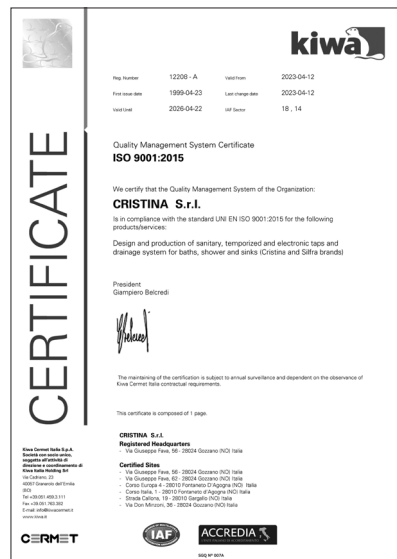 kiwa
Reg. Number 12208 - A Valid From 2023-04-12
First issue date 1999-04-23 Last change date 2023-04-12
Valid Until 2026-04-22 IAF Sector 18 , 14
CERTIFICATE
Quality Management System Certificate
ISO 9001:2015
We certify that the Quality Management System of the Organization:
CRISTINA S.r.l.
Is in compliance with the standard UNI EN ISO 9001:2015 for the following
products/services:
Design and production of sanitary, temporized and electronic taps and
drainage system for baths, shower and sinks (Cristina and Silfra brands)
President
Giampiero Belcredi
The maintaining of the certification is subject to annual surveillance and dependent on the observance of
Kiwa Cermet Italia contractual requirements.
This certificate is composed of 1 page.
CRISTINA S.r.l.
Registered Headquarters
- Via Giuseppe Fava, 56 - 28024 Gozzano (NO) Italia
Certified Sites
- Via Giuseppe Fava, 56 - 28024 Gozzano (NO) Italia
- Via Giuseppe Fava, 62 - 28024 Gozzano (NO) Italia
- Corso Europa 4 - 28010 Fontaneto D'Agogna (NO) Italia
- Corso Italia, 1 - 28010 Fontaneto d'Agogna (NO) Italia
- Strada Callona, 19 - 28010 Gargallo (NO) Italia
- Via Don Minzoni, 36 - 28024 Gozzano (NO) Italia
Kiwa Cermet Italia S.p.A.
Società con socio unico,
soggetta all'attività di
direzione e coordinamento di
Kiwa Italia Holding Srl
Via Cadriano, 23
40057 Granarolo dell'Emilia
(BO)
Tel +39.051.459.3.111
Fax +39.051.763.382
E-mail: info@kiwacermet.it
www.kiwa.it
CERMET
IAF
ACCREDIA
SGQ N° 007A